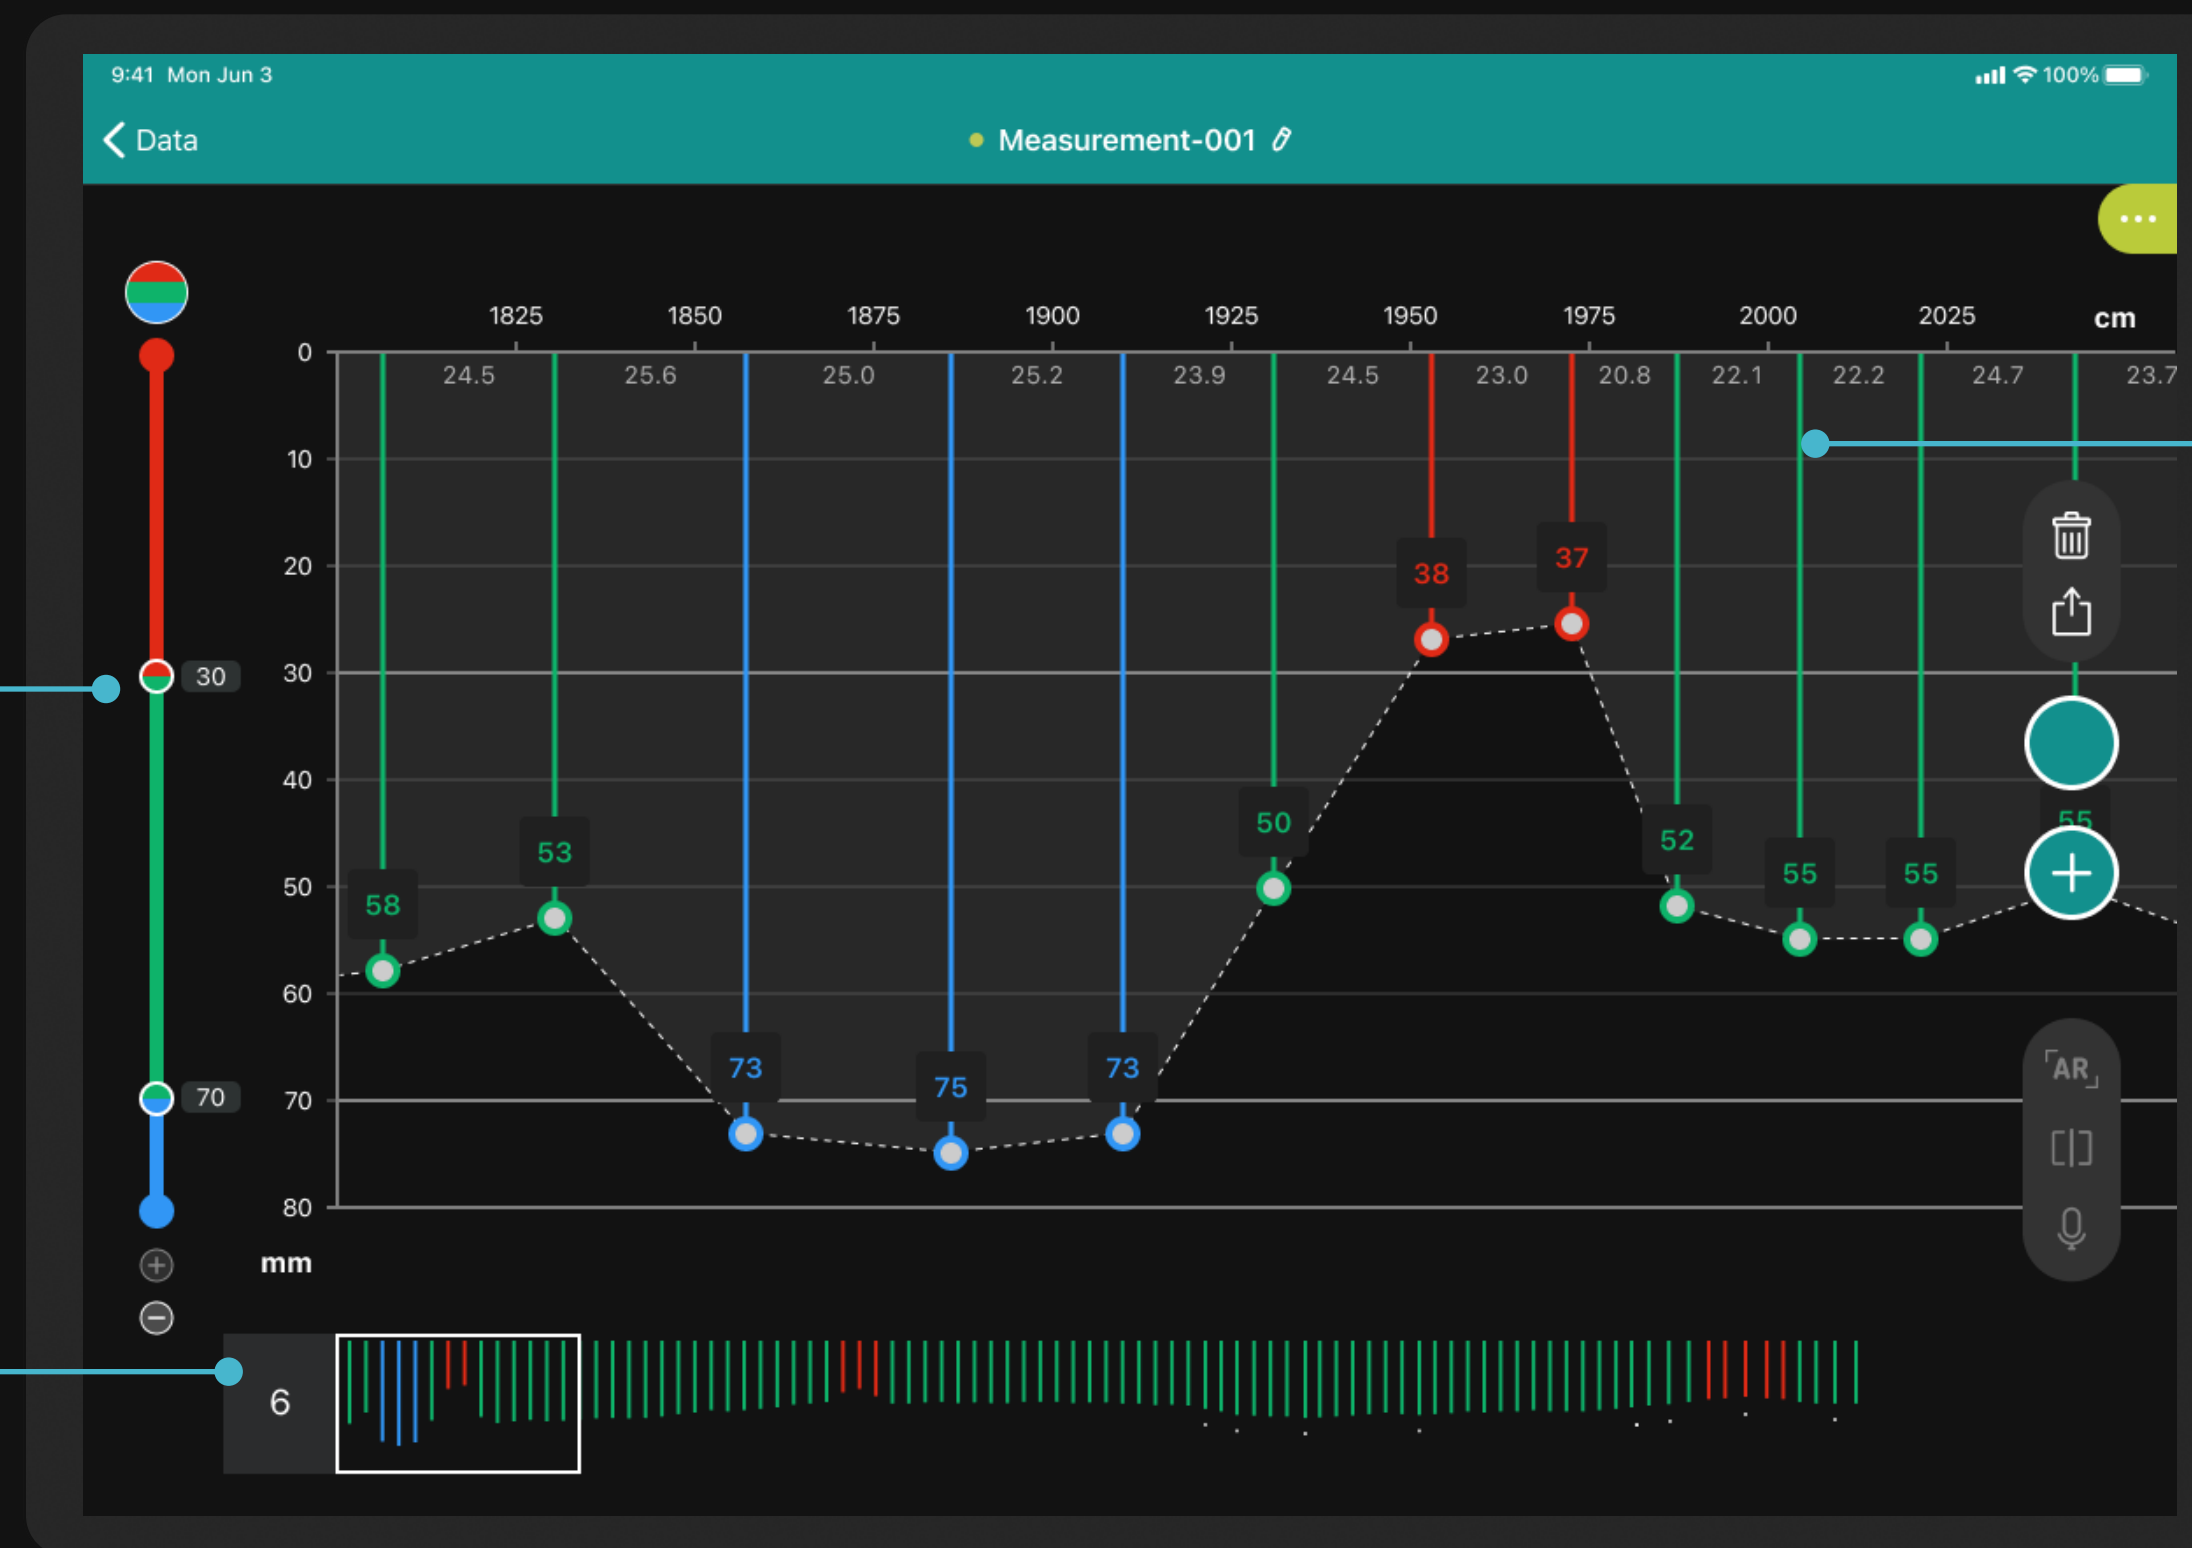 9:41 Mon Jun 3
100%
Data
Measurement-001
1825 1850 1875 1900 1925 1950 1975 2000 2025 cm
0
24.5 25.6 25.0 25.2 23.9 24.5 23.0 20.8 22.1 22.2 24.7 23.7
10
20
38 37
30 30
40
50 52
53 55 55 55
50
58
60
73 75 73
70 70
80
mm
AR
6